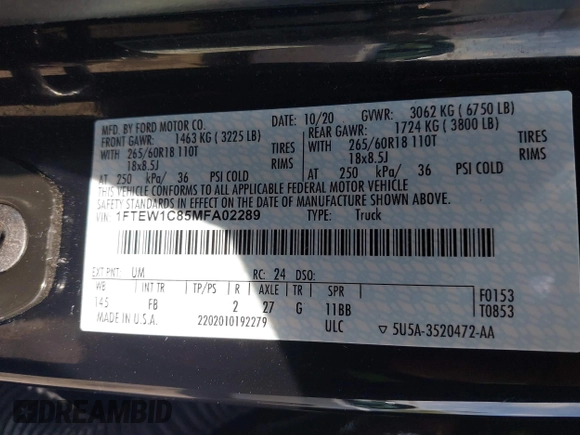 MFD. BY FORD MOTOR CO. DATE: 10/20 GVWR: 3062 KG (6750 LB)
FRONT GAWR: 1463 KG (3225 LB) REAR GAWR: 1724 KG (3800 LB)
WITH 265/60R18 110T TIRES WITH 265/60R18 110T TIRES
18x8.5J RIMS 18x8.5J RIMS
AT 250 kPa/ 36 PSI COLD AT 250 kPa/ 36 PSI COLD
THIS VEHICLE CONFORMS TO ALL APPLICABLE FEDERAL MOTOR VEHICLE
SAFETY STANDARDS IN EFFECT ON THE DATE OF MANUFACTURE SHOWN ABOVE.
VIN: 1FTEW1C85MFA02289 TYPE: Truck
EXT PNT: UM RC: 24 DSO:
WB INT TR TP/PS R AXLE TR SPR
145 FB 2 27 G 11BB F0153
T0853
MADE IN U.S.A. 2202010192279 ULC ▽ 5U5A-3520472-AA
DREAMBID